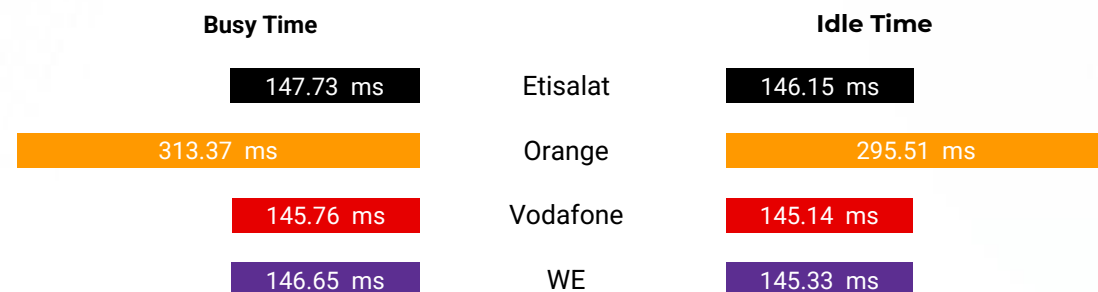 Busy Time Idle Time
147.73 ms Etisalat 146.15 ms
313.37 ms Orange 295.51 ms
145.76 ms Vodafone 145.14 ms
146.65 ms WE 145.33 ms